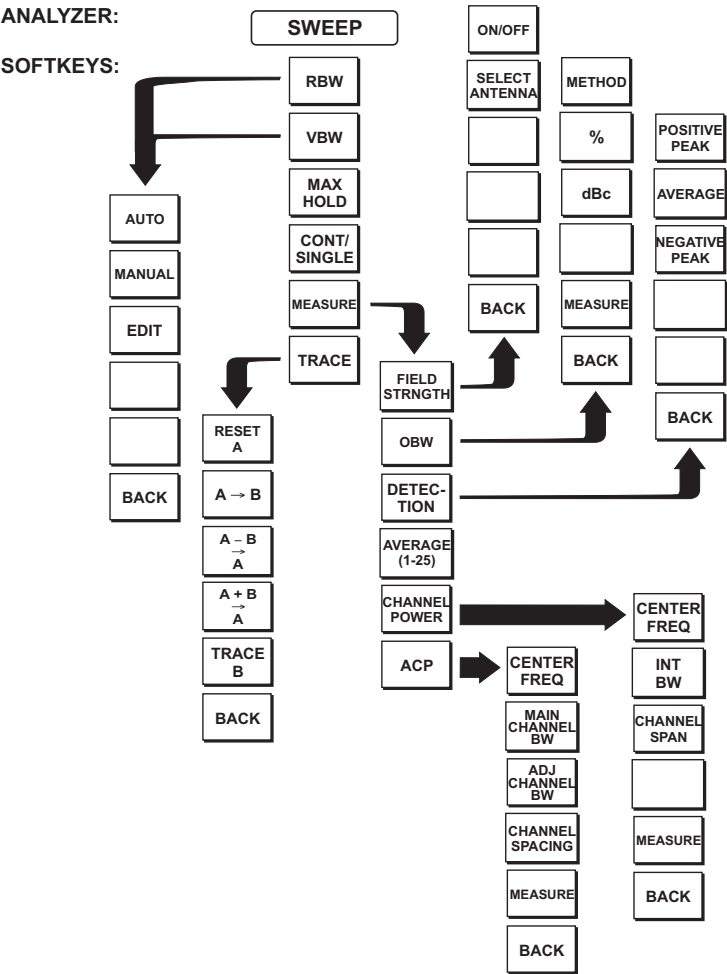 ANALYZER:
SWEEP
SOFTKEYS:
RBW
VBW
MAX
HOLD
CONT/
SINGLE
MEASURE
TRACE
AUTO
MANUAL
EDIT
BACK
RESET
A
A → B
A – B
→
A
A + B
→
A
TRACE
B
BACK
FIELD
STRNGTH
OBW
DETEC-
TION
AVERAGE
(1-25)
CHANNEL
POWER
ACP
ON/OFF
SELECT
ANTENNA
BACK
METHOD
%
dBc
MEASURE
BACK
POSITIVE
PEAK
AVERAGE
NEGATIVE
PEAK
BACK
CENTER
FREQ
MAIN
CHANNEL
BW
ADJ
CHANNEL
BW
CHANNEL
SPACING
MEASURE
BACK
CENTER
FREQ
INT
BW
CHANNEL
SPAN
MEASURE
BACK